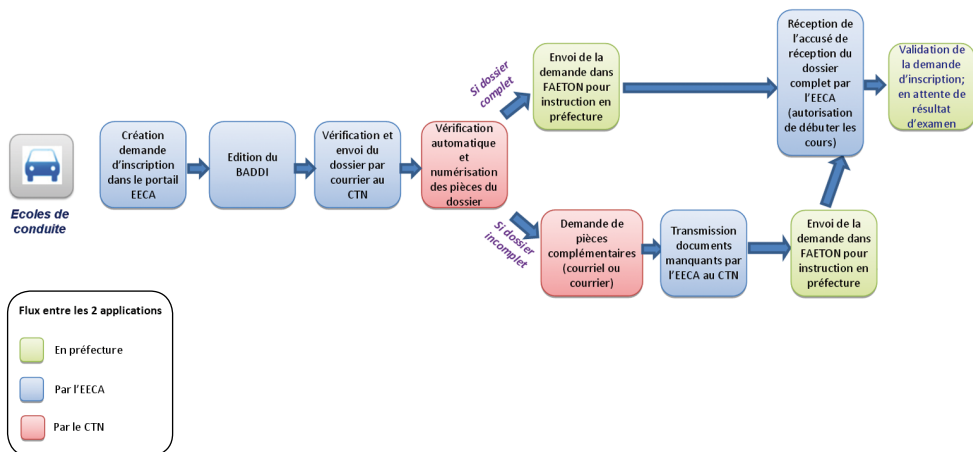 Ecoles de
conduite
Création
demande
d'inscription
dans le portail
EECA
Edition du
BADDI
Vérification et
envoi du
dossier par
courrier au
CTN
Vérification
automatique
et
numérisation
des pièces du
dossier
Si dossier
complet
Envoi de la
demande dans
FAETON pour
instruction en
préfecture
Réception de
l'accusé de
réception du
dossier
complet par
l'EECA
(autorisation
de débuter les
cours)
Validation de
la demande
d'inscription;
en attente de
résultat
d'examen
Si dossier
incomplet
Demande de
pièces
complémentaires
(courriel ou
courrier)
Transmission
documents
manquants par
l'EECA au CTN
Envoi de la
demande dans
FAETON pour
instruction en
préfecture
Flux entre les 2 applications
En préfecture
Par l'EECA
Par le CTN